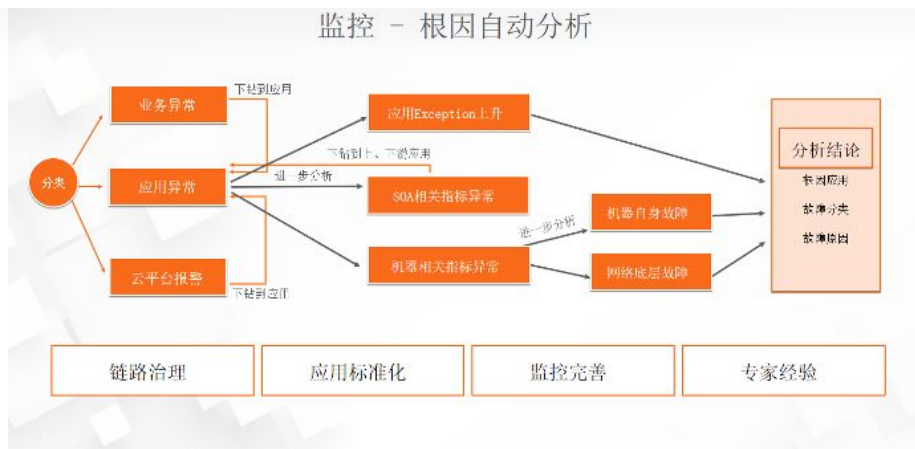 监控 - 根因自动分析
下钻到应用
业务异常
应用Exception上升
下钻到上、下游应用
分析结论
分类
应用异常
进一步分析
根因应用
SOA相关指标异常
机器自身故障
故障分类
进一步分析
故障原因
云平台报警
机器相关指标异常
网络底层故障
下钻到应用
链路治理
应用标准化
监控完善
专家经验